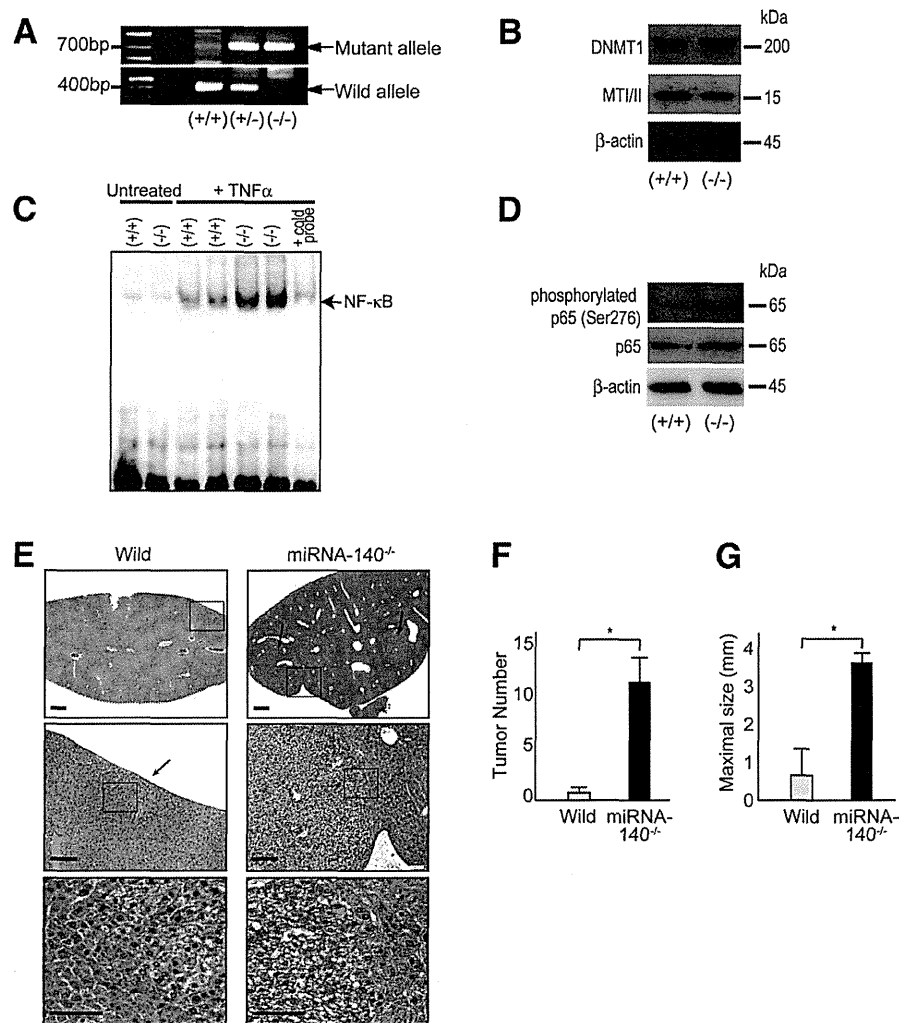 A
700bp
Mutant allele
400bp
Wild allele
(+/+) (+/-) (-/-)
B
kDa
DNMT1
200
MTI/II
15
β-actin
45
(+/+) (-/-)
C
Untreated
+ TNFα
(+/+)
(-/-)
(+/+)
(+/+)
(-/-)
(-/-)
+ cold
probe
NF-κB
D
kDa
phosphorylated
p65 (Ser276)
65
p65
65
β-actin
45
(+/+) (-/-)
E
Wild
miRNA-140-/-
F
Tumor Number
15
10
5
0
*
Wild
miRNA-
140-/-
G
Maximal size (mm)
4
3
2
1
0
*
Wild
miRNA-
140-/-